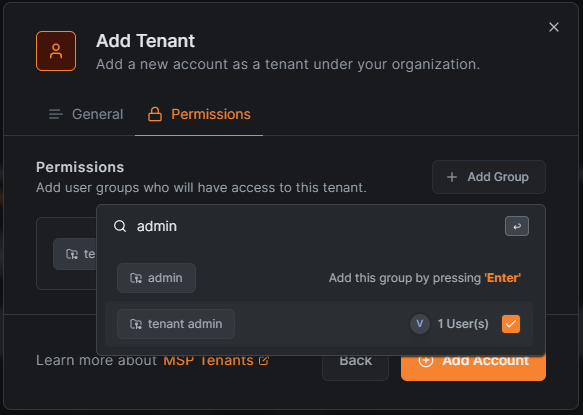 Add Tenant
Add a new account as a tenant under your organization.
General
Permissions
Permissions
Add user groups who will have access to this tenant.
Add Group
te
admin
admin
Add this group by pressing 'Enter'
tenant admin
V
1 User(s)
Learn more about MSP Tenants
Back
Add Account